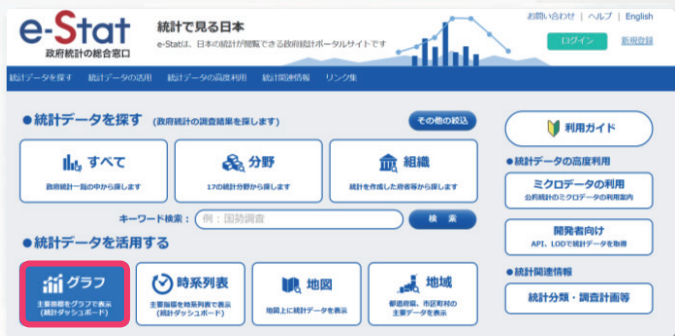 e-Stat
政府統計の総合窓口
統計で見る日本
e-Statは、日本の統計が閲覧できる政府統計ポータルサイトです
お問い合わせ | ヘルプ | English
ログイン
新規登録
統計データを探す 統計データの活用 統計データの高度利用 統計関連情報 リンク集
●統計データを探す (政府統計の調査結果を探します)
その他の絞込
すべて
政府統計一覧の中から探します
分野
17の統計分野から探します
組織
統計を作成した府省等から探します
キーワード検索: 例:国勢調査
検 索
●統計データを活用する
グラフ
主要指標をグラフで表示
(統計ダッシュボード)
時系列表
主要指標を時系列表で表示
(統計ダッシュボード)
地図
地図上に統計データを表示
地域
都道府県、市区町村の
主要データを表示
利用ガイド
●統計データの高度利用
ミクロデータの利用
公的統計のミクロデータの利用案内
開発者向け
API、LODで統計データを取得
●統計関連情報
統計分類・調査計画等